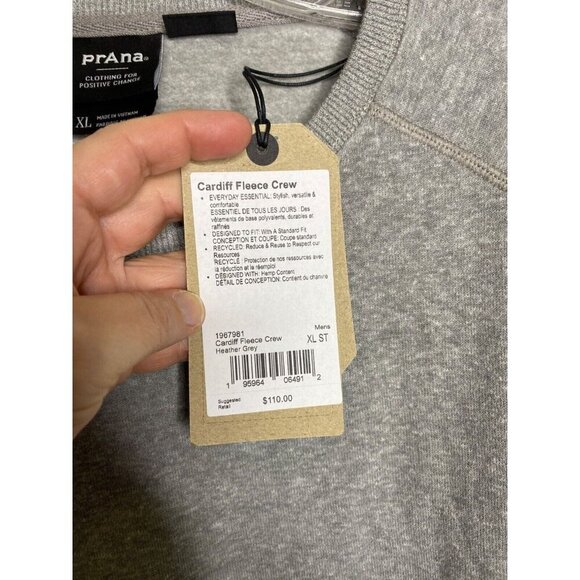 prAna
CLOTHING FOR
POSITIVE CHANGE
XL MADE IN VIETNAM
Cardiff Fleece Crew
• EVERYDAY ESSENTIAL: Stylish, versatile &
comfortable
ESSENTIEL DE TOUS LES JOURS : Des
vêtements de base polyvalents, durables et
raffinés
• DESIGNED TO FIT: With A Standard Fit
CONCEPTION ET COUPE: Coupe standard
• RECYCLED: Reduce & Reuse to Respect our
Resources
RECYCLÉ : Protection de nos ressources avec
la réduction et le réemploi
• DESIGNED WITH: Hemp Content
DÉTAIL DE CONCEPTION: Contient du chanvre
1967981 Mens
Cardiff Fleece Crew XL ST
Heather Grey
1 95964 06491 2
Suggested
Retail $110.00